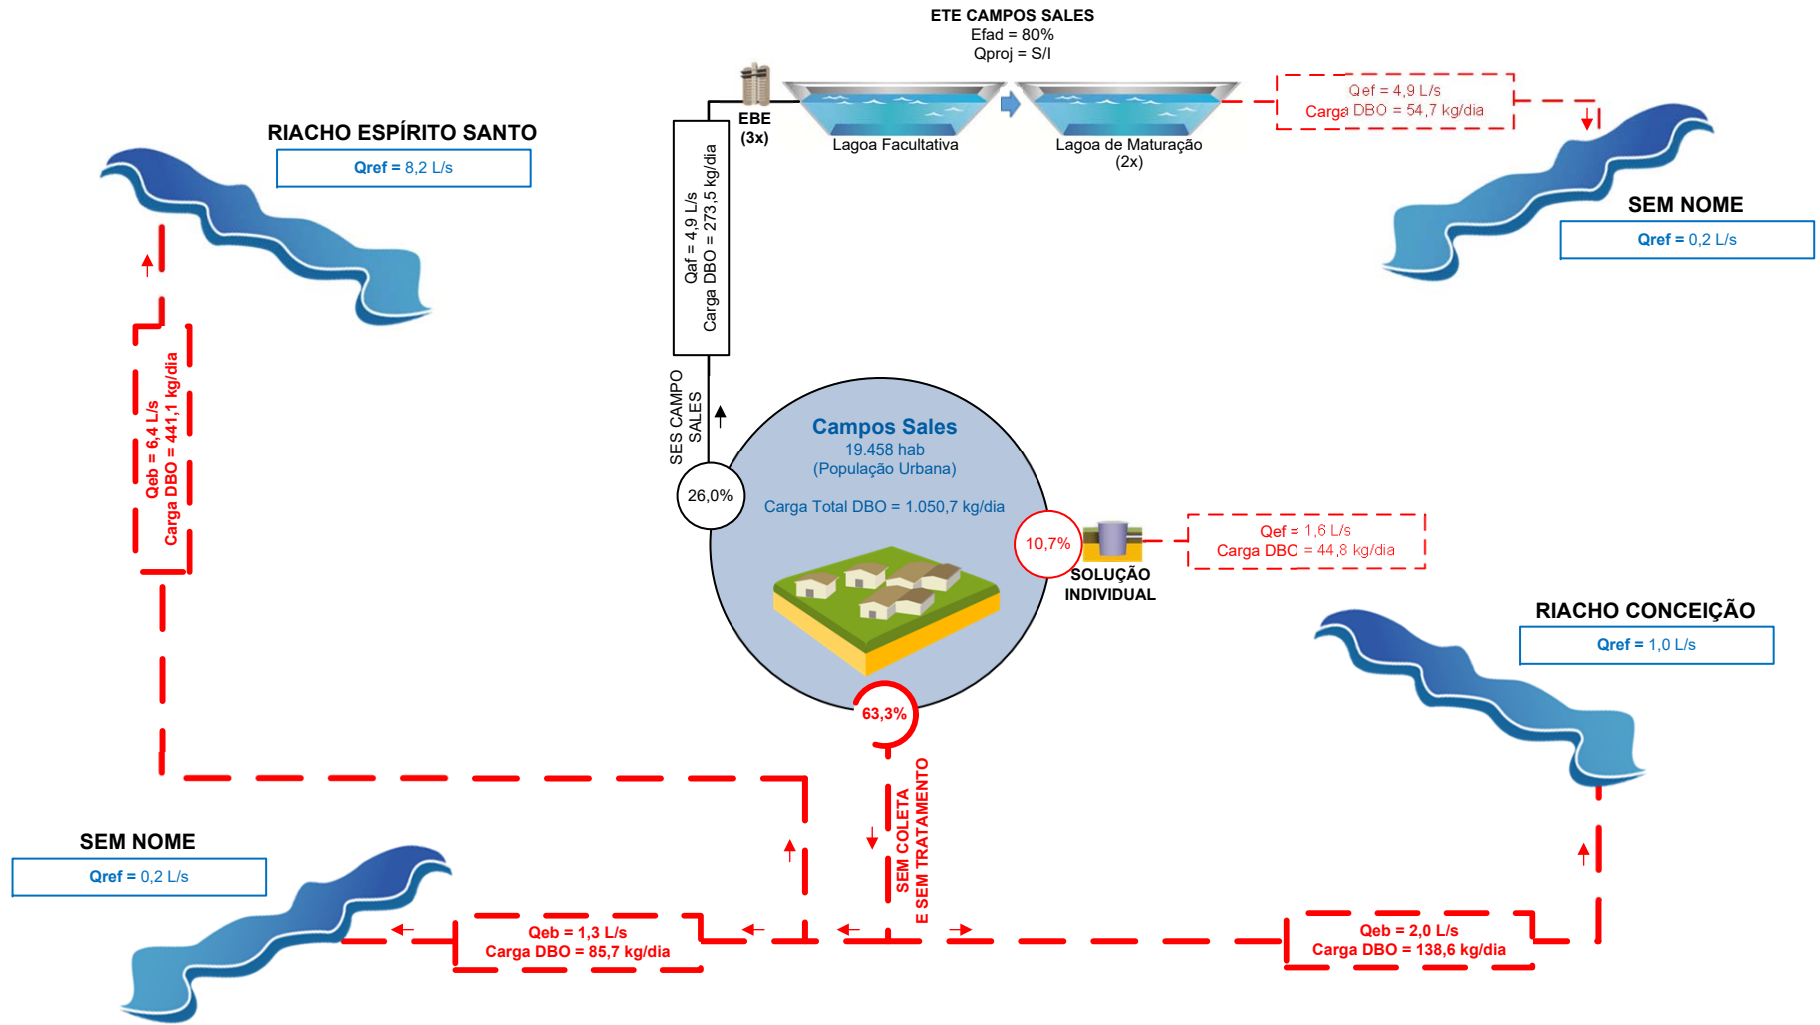 ETE CAMPOS SALES
Efad = 80%
Qproj = S/I
EBE
(3x)
Lagoa Facultativa
Lagoa de Maturação
(2x)
Qef = 4,9 L/s
Carga DBO = 54,7 kg/dia
RIACHO ESPÍRITO SANTO
Qref = 8,2 L/s
SEM NOME
Qref = 0,2 L/s
Qaf = 4,9 L/s
Carga DBO = 273,5 kg/dia
SES CAMPO
SALES
Qeb = 6,4 L/s
Carga DBO = 441,1 kg/dia
Campos Sales
19.458 hab
(População Urbana)
Carga Total DBO = 1.050,7 kg/dia
26,0%
10,7%
SOLUÇÃO
INDIVIDUAL
Qef = 1,6 L/s
Carga DBO = 44,8 kg/dia
RIACHO CONCEIÇÃO
Qref = 1,0 L/s
63,3%
SEM COLETA
E SEM TRATAMENTO
SEM NOME
Qref = 0,2 L/s
Qeb = 1,3 L/s
Carga DBO = 85,7 kg/dia
Qeb = 2,0 L/s
Carga DBO = 138,6 kg/dia